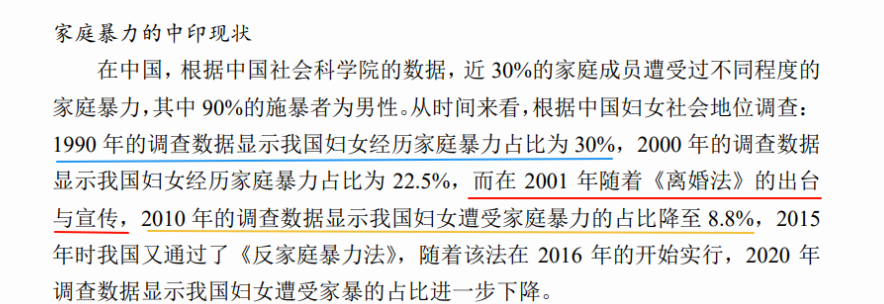 家庭暴力的中印现状
在中国，根据中国社会科学院的数据，近 30%的家庭成员遭受过不同程度的
家庭暴力，其中 90%的施暴者为男性。从时间来看，根据中国妇女社会地位调查：
1990 年的调查数据显示我国妇女经历家庭暴力占比为 30%，2000 年的调查数据
显示我国妇女经历家庭暴力占比为 22.5%，而在 2001 年随着《离婚法》的出台
与宣传，2010 年的调查数据显示我国妇女遭受家庭暴力的占比降至 8.8%，2015
年时我国又通过了《反家庭暴力法》，随着该法在 2016 年的开始实行，2020 年
调查数据显示我国妇女遭受家暴的占比进一步下降。